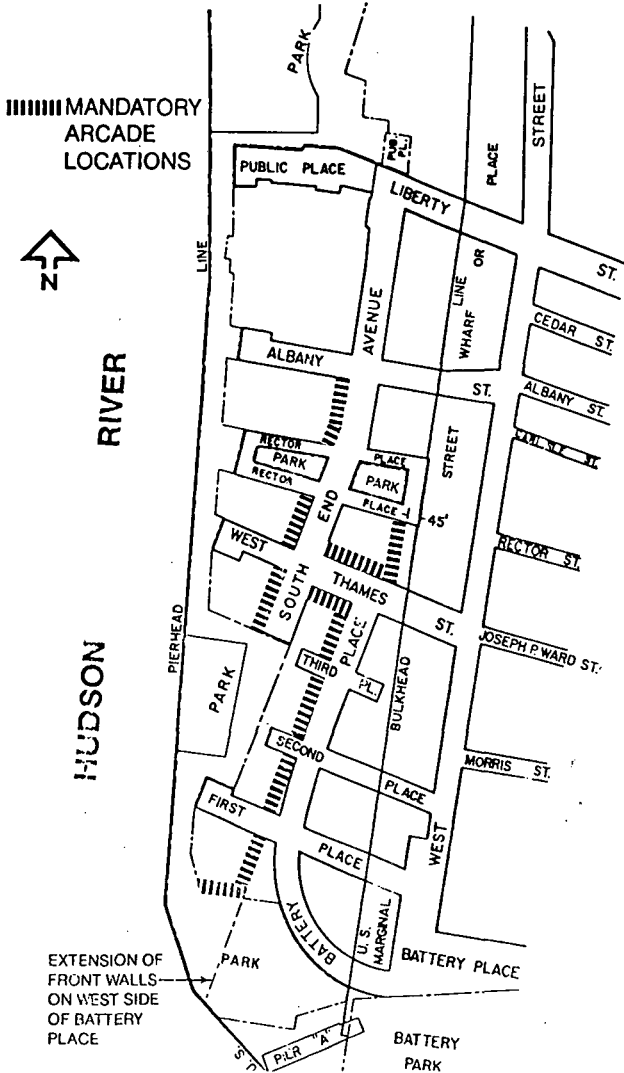 PARK
MANDATORY
ARCADE
LOCATIONS
N
PUBLIC PLACE
PUB.
PL.
LIBERTY
ST.
PLACE
STREET
LINE
AVENUE
LINE OR
WHARF
CEDAR ST.
ALBANY
ST.
ALBANY ST.
HUDSON
RIVER
RECTOR
PARK
RECTOR
PLACE
PARK
PLACE
45'
STREET
RECTOR ST.
END
SOUTH
WEST
THAMES
ST.
JOSEPH P. WARD ST.
PIERHEAD
PARK
THIRD
PL.
PLACE
BULKHEAD
SECOND
PLACE
MORRIS ST.
FIRST
PLACE
WEST
BATTERY
U.S.
MARGINAL
BATTERY PLACE
EXTENSION OF
FRONT WALLS
ON WEST SIDE
OF BATTERY
PLACE
PARK
U.S.
"A"
BATTERY
PARK